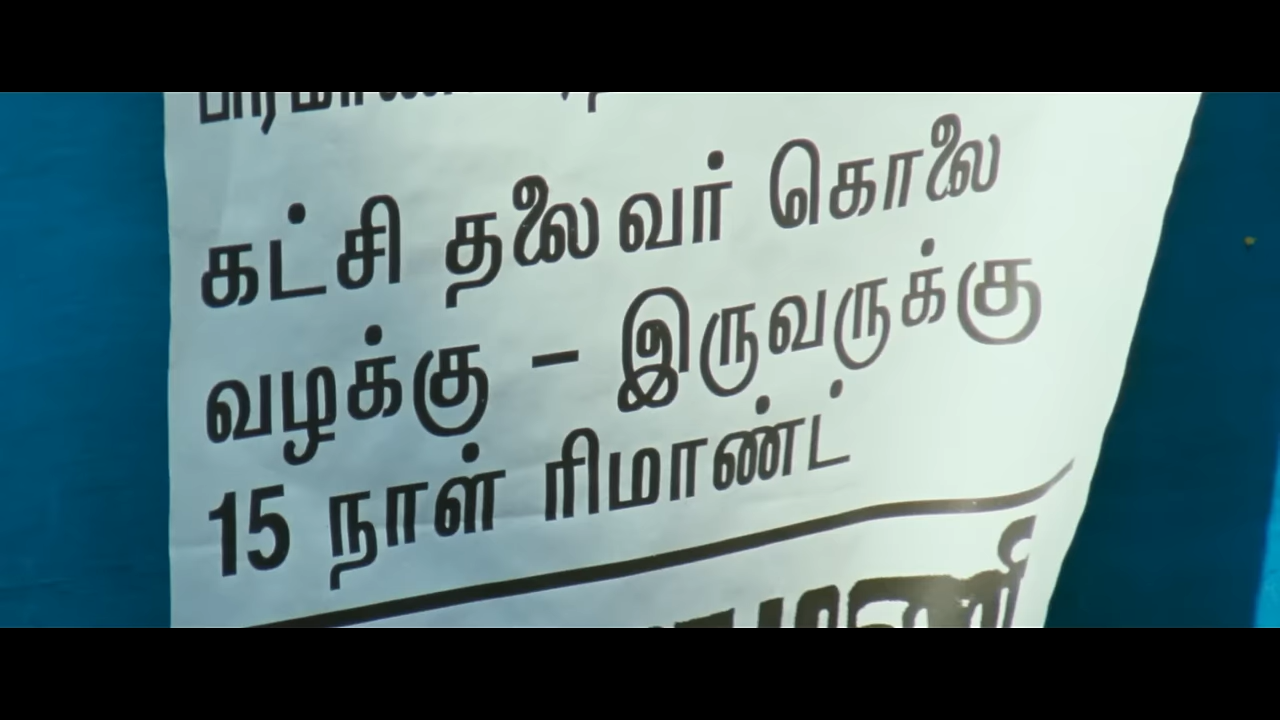 கட்சி தலைவர் கொலை
வழக்கு – இருவருக்கு
15 நாள் ரிமாண்ட்